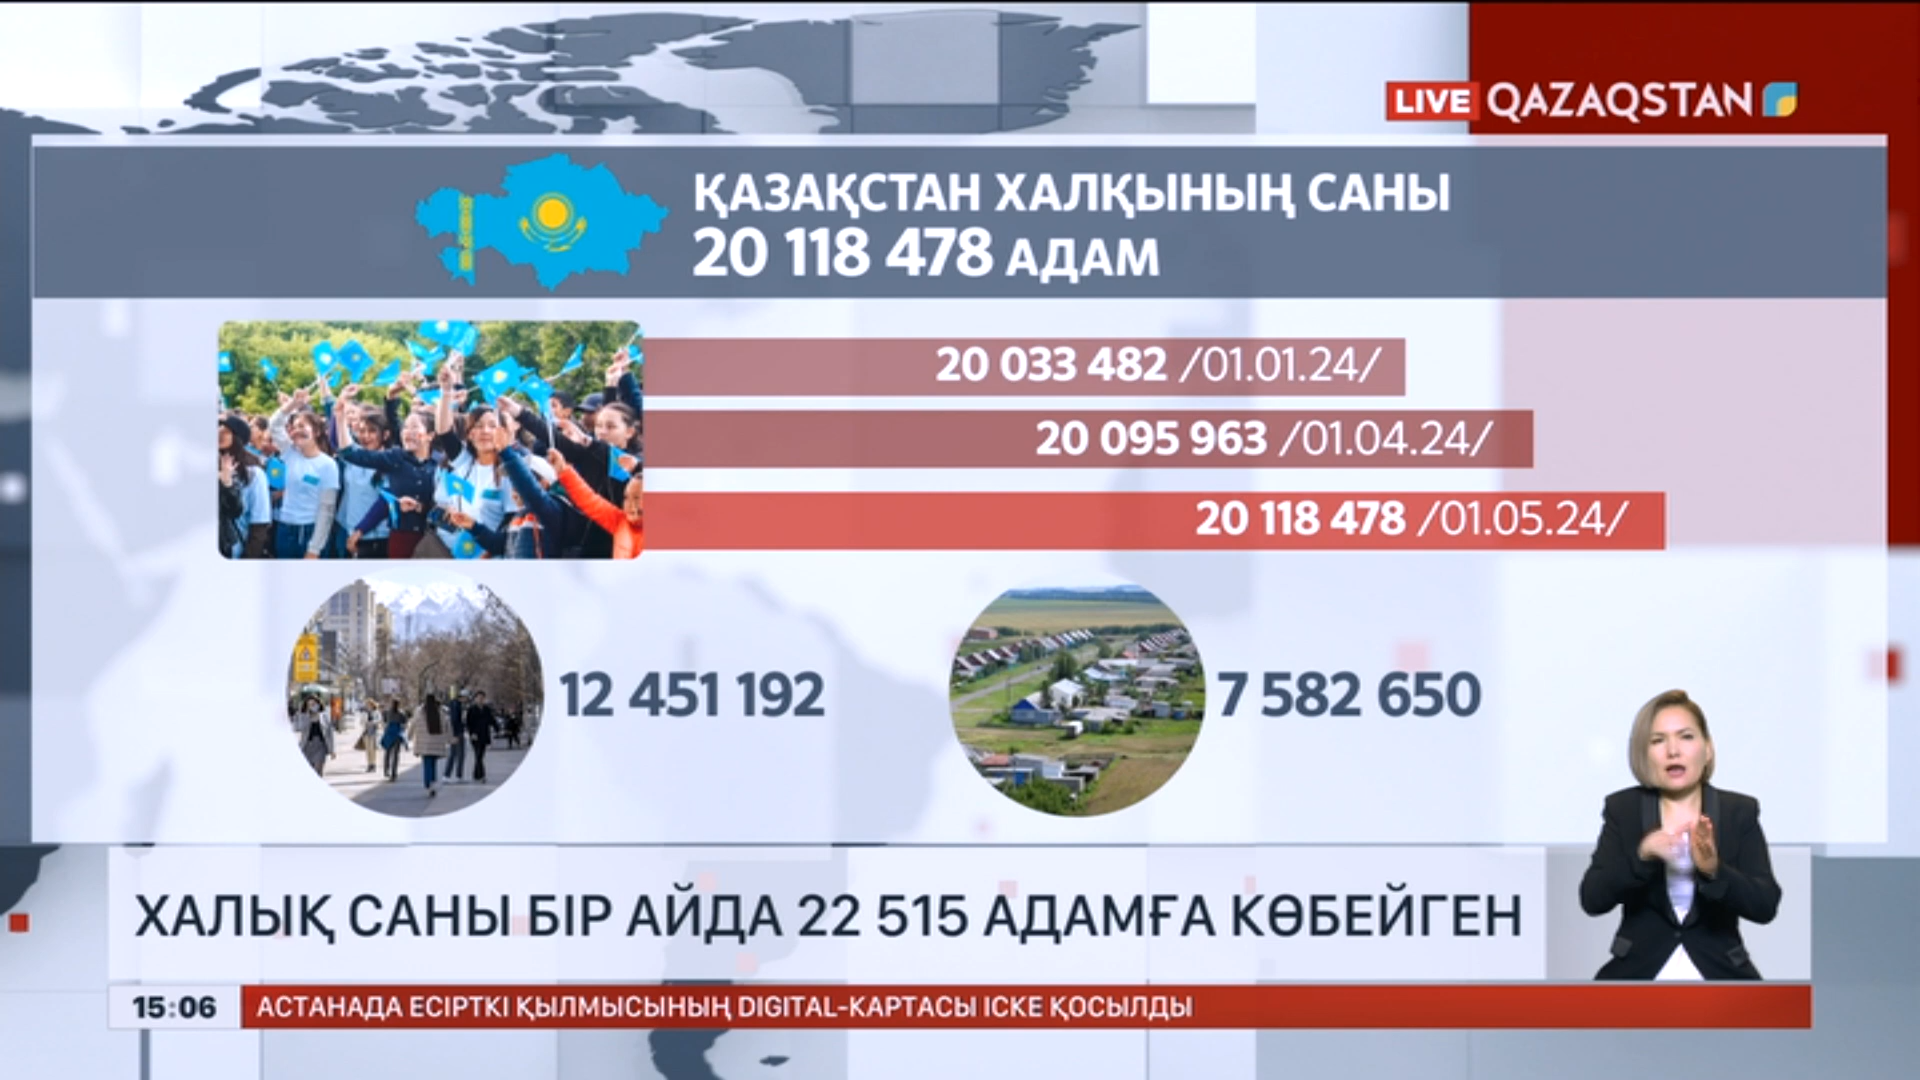 LIVE QAZAQSTAN
ҚАЗАҚСТАН ХАЛҚЫНЫҢ САНЫ
20 118 478 АДАМ
20 033 482 /01.01.24/
20 095 963 /01.04.24/
20 118 478 /01.05.24/
12 451 192
7 582 650
ХАЛЫҚ САНЫ БІР АЙДА 22 515 АДАМҒА КӨБЕЙГЕН
15:06 АСТАНАДА ЕСІРТКІ ҚЫЛМЫСЫНЫҢ DIGITAL-КАРТАСЫ ІСКЕ ҚОСЫЛДЫ